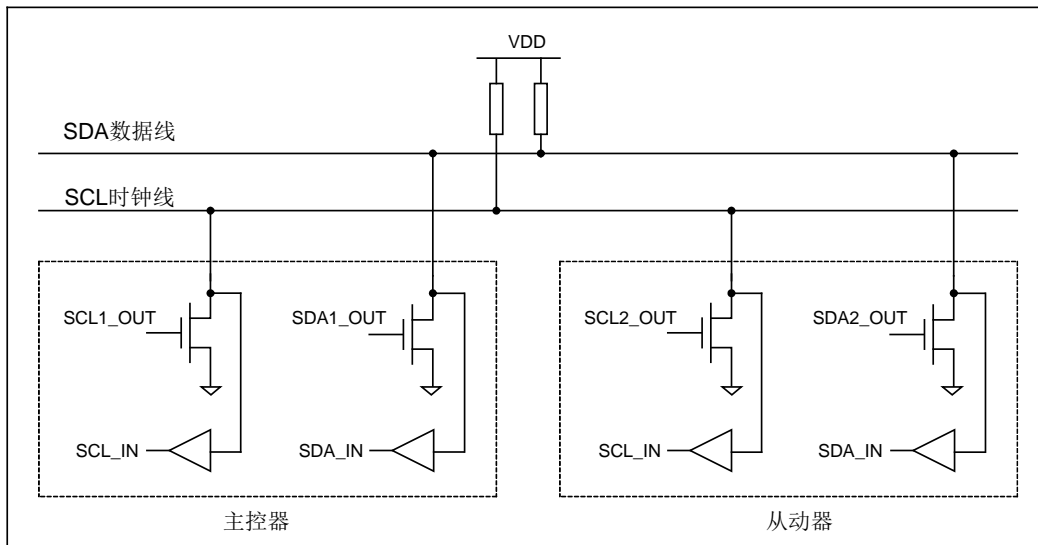 VDD
SDA数据线
SCL时钟线
SCL1_OUT
SDA1_OUT
SCL2_OUT
SDA2_OUT
SCL_IN
SDA_IN
SCL_IN
SDA_IN
主控器
从动器